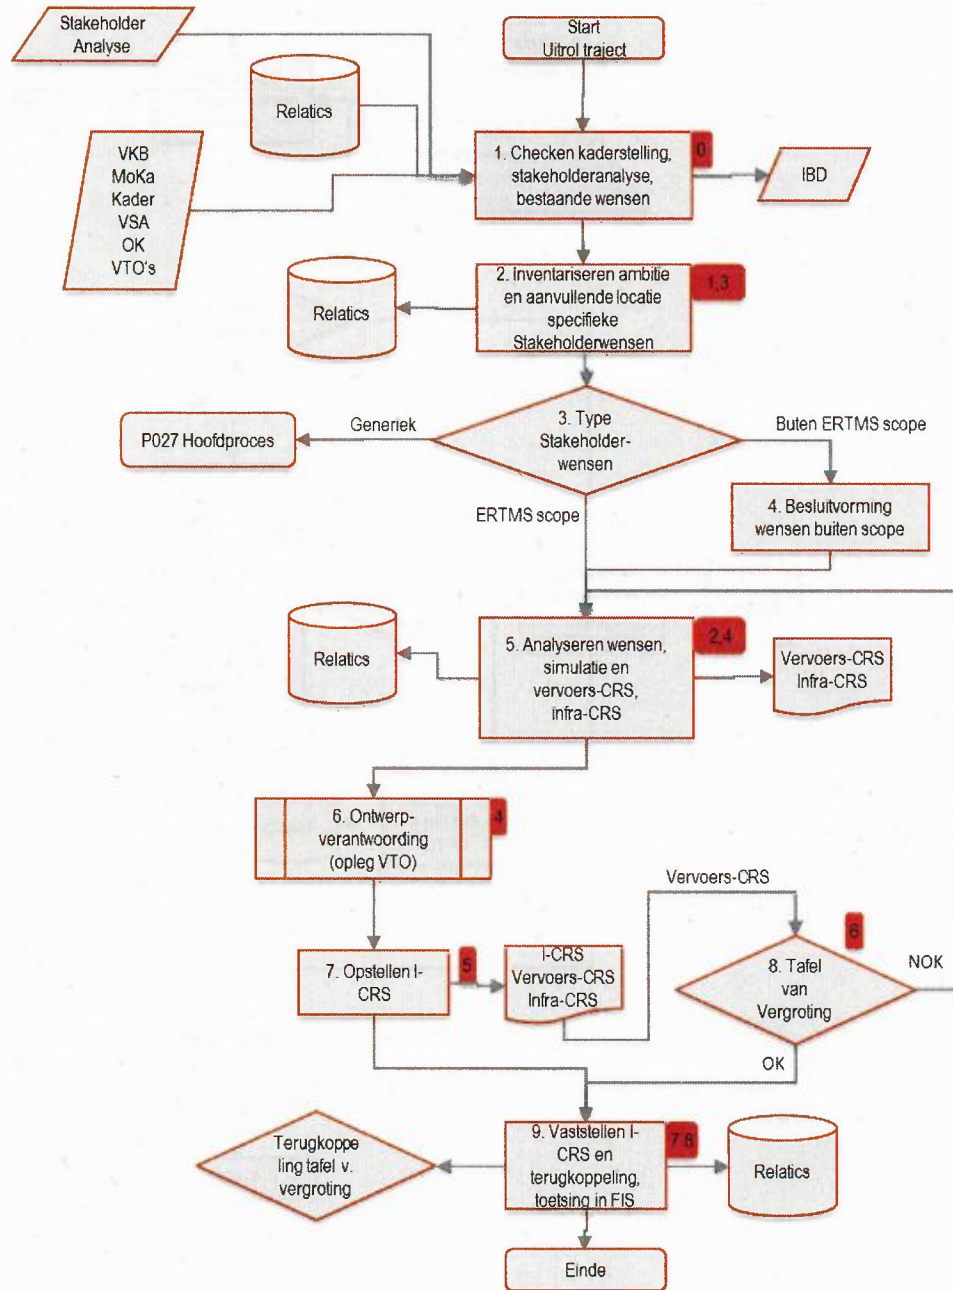 Stakeholder
Analyse
Start
Uitrol traject
Relatics
VKB
MoKa
Kader
VSA
OK
VTO's
1. Checken kaderstelling,
stakeholderanalyse,
bestaande wensen
0
IBD
2. Inventariseren ambitie
en aanvullende locatie
specifieke
Stakeholderwensen
1,3
Relatics
3. Type
Stakeholder-
wensen
Generiek
P027 Hoofdproces
Buten ERTMS scope
ERTMS scope
4. Besluitvorming
wensen buiten scope
5. Analyseren wensen,
simulatie en
vervoers-CRS,
infra-CRS
2,4
Relatics
Vervoers-CRS
Infra-CRS
6. Ontwerp-
verantwoording
(opleg VTO)
4
Vervoers-CRS
7. Opstellen I-
CRS
5
I-CRS
Vervoers-CRS
Infra-CRS
6
8. Tafel
van
Vergroting
NOK
OK
Terugkoppe
ling tafel v.
vergroting
9. Vaststellen I-
CRS en
terugkoppeling,
toetsing in FIS
7,8
Relatics
Einde